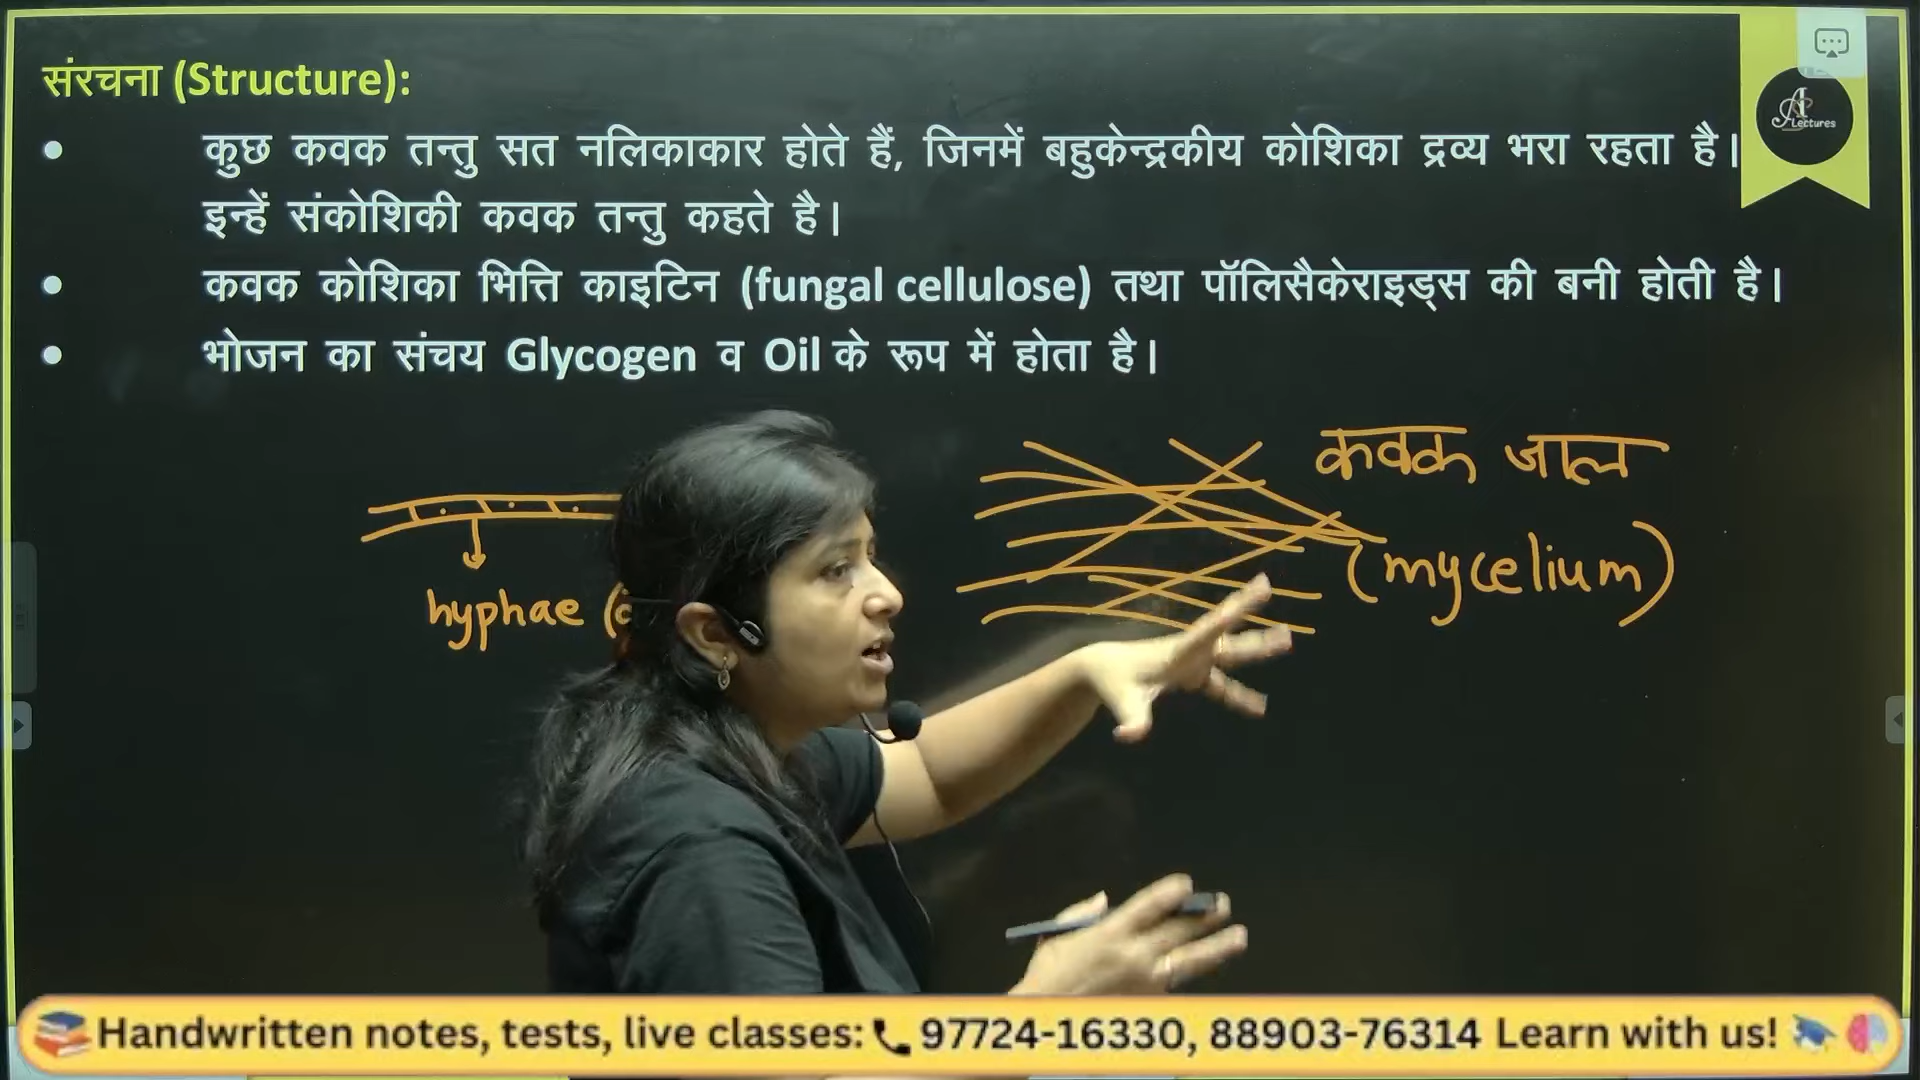 संरचना (Structure):
• कुछ कवक तन्तु सत नलिकाकार होते हैं, जिनमें बहुकेन्द्रकीय कोशिका द्रव्य भरा रहता है।
इन्हें संकोशिकी कवक तन्तु कहते है।
• कवक कोशिका भित्ति काइटिन (fungal cellulose) तथा पॉलिसैकेराइड्स की बनी होती है।
• भोजन का संचय Glycogen व Oil के रूप में होता है।
कवक जाल
(mycelium)
hyphae
Lectures
Handwritten notes, tests, live classes: 97724-16330, 88903-76314 Learn with us!